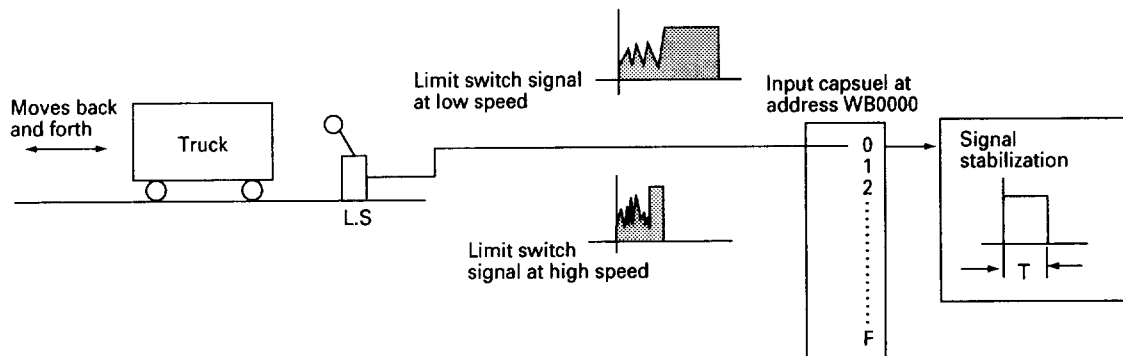 Moves back
and forth
Truck
L.S
Limit switch signal
at low speed
Limit switch
signal at high speed
Input capsuel at
address WB0000
0
1
2
F
Signal
stabilization
T